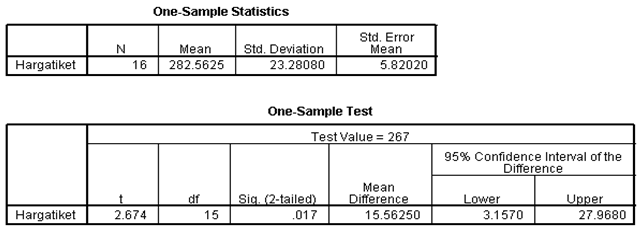 One-Sample Statistics
N Mean Std. Deviation Std. Error Mean
Hargatiket 16 282.5625 23.28080 5.82020
One-Sample Test
Test Value = 267
95% Confidence Interval of the Difference
t df Sig. (2-tailed) Mean Difference Lower Upper
Hargatiket 2.674 15 .017 15.56250 3.1570 27.9680